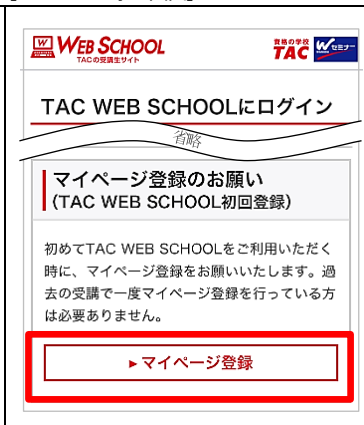 WEB SCHOOL
TACの受講生サイト
資格の学校
TAC
Wセミナー
TAC WEB SCHOOLにログイン
省略
マイページ登録のお願い
(TAC WEB SCHOOL初回登録)
初めてTAC WEB SCHOOLをご利用いただく
時に、マイページ登録をお願いいたします。過
去の受講で一度マイページ登録を行っている方
は必要ありません。
▸マイページ登録